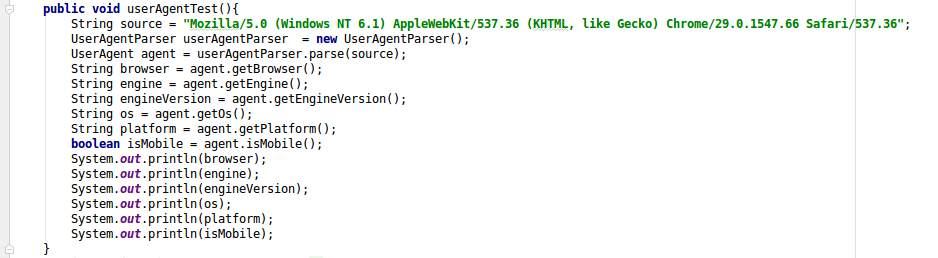 public void userAgentTest(){
String source = "Mozilla/5.0 (Windows NT 6.1) AppleWebKit/537.36 (KHTML, like Gecko) Chrome/29.0.1547.66 Safari/537.36";
UserAgentParser userAgentParser  = new UserAgentParser();
UserAgent agent = userAgentParser.parse(source);
String browser = agent.getBrowser();
String engine = agent.getEngine();
String engineVersion = agent.getEngineVersion();
String os = agent.getOs();
String platform = agent.getPlatform();
boolean isMobile = agent.isMobile();
System.out.println(browser);
System.out.println(engine);
System.out.println(engineVersion);
System.out.println(os);
System.out.println(platform);
System.out.println(isMobile);
}